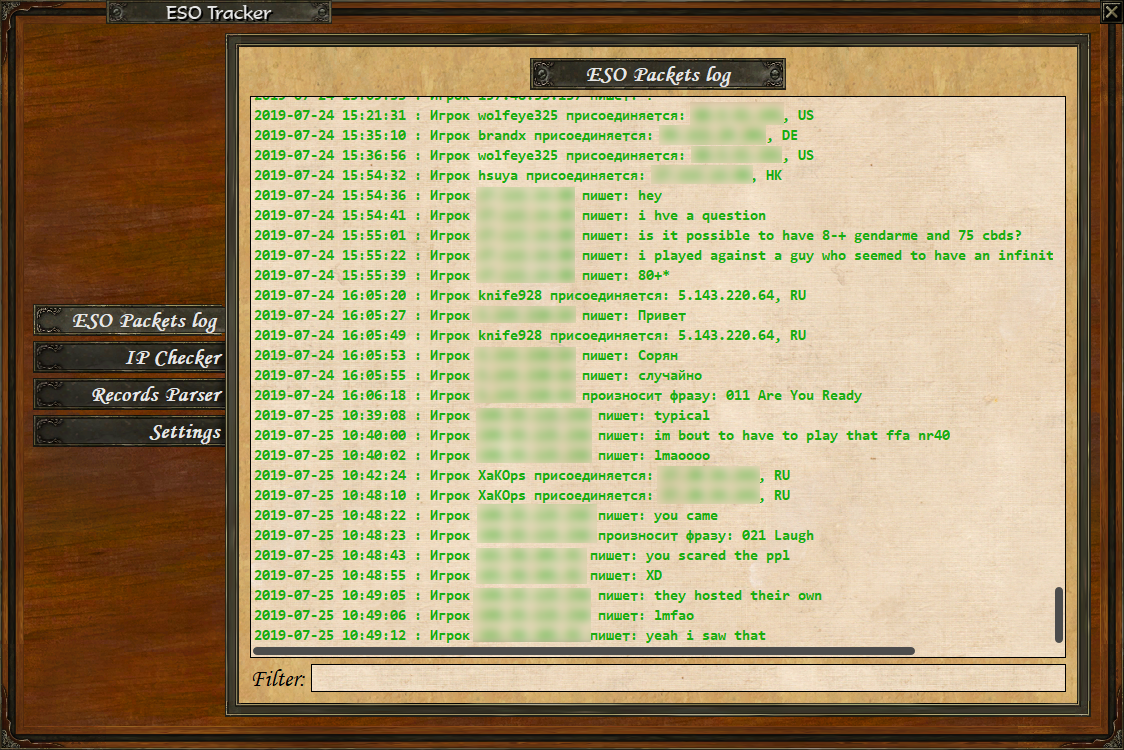 ESO Tracker
ESO Packets log
2019-07-24 15:21:31 : Игрок wolfeye325 присоединяется: , US
2019-07-24 15:35:10 : Игрок brandx присоединяется: , DE
2019-07-24 15:36:56 : Игрок wolfeye325 присоединяется: , US
2019-07-24 15:54:32 : Игрок hsuya присоединяется: , HK
2019-07-24 15:54:36 : Игрок пишет: hey
2019-07-24 15:54:41 : Игрок пишет: i hve a question
2019-07-24 15:55:01 : Игрок пишет: is it possible to have 8-+ gendarme and 75 cbds?
2019-07-24 15:55:22 : Игрок пишет: i played against a guy who seemed to have an infinit
2019-07-24 15:55:39 : Игрок пишет: 80+*
2019-07-24 16:05:20 : Игрок knife928 присоединяется: 5.143.220.64, RU
2019-07-24 16:05:27 : Игрок пишет: Привет
2019-07-24 16:05:49 : Игрок knife928 присоединяется: 5.143.220.64, RU
2019-07-24 16:05:53 : Игрок пишет: Сорян
2019-07-24 16:05:55 : Игрок пишет: случайно
2019-07-24 16:06:18 : Игрок произносит фразу: 011 Are You Ready
2019-07-25 10:39:08 : Игрок пишет: typical
2019-07-25 10:40:00 : Игрок пишет: im bout to have to play that ffa nr40
2019-07-25 10:40:02 : Игрок пишет: lmaoooo
2019-07-25 10:42:24 : Игрок XaKOps присоединяется: , RU
2019-07-25 10:48:10 : Игрок XaKOps присоединяется: , RU
2019-07-25 10:48:22 : Игрок пишет: you came
2019-07-25 10:48:23 : Игрок произносит фразу: 021 Laugh
2019-07-25 10:48:43 : Игрок пишет: you scared the ppl
2019-07-25 10:48:55 : Игрок пишет: XD
2019-07-25 10:49:05 : Игрок пишет: they hosted their own
2019-07-25 10:49:06 : Игрок пишет: lmfao
2019-07-25 10:49:12 : Игрок пишет: yeah i saw that
ESO Packets log
IP Checker
Records Parser
Settings
Filter: